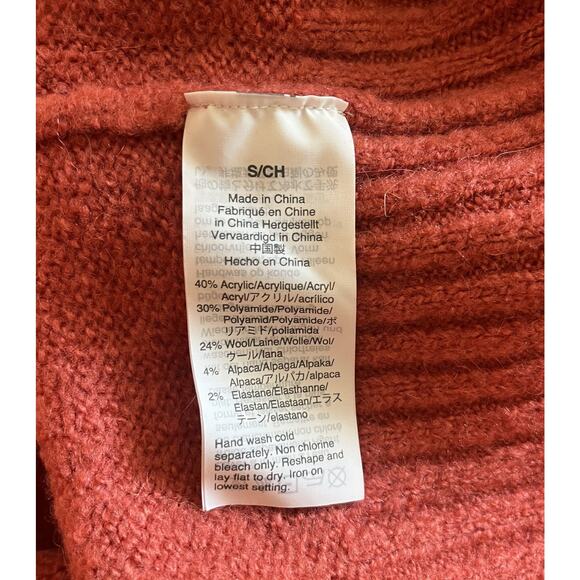 S/CH
Made in China
Fabriqué en Chine
in China Hergestellt
Vervaardigd in China
中国製
Hecho en China
40% Acrylic/Acrylique/Acryl/
Acryl/アクリル/acrílico
30% Polyamide/Polyamide/
Polyamid/Polyamide/ポ
リアミド/poliamida
24% Wool/Laine/Wolle/Wol/
ウール/lana
4% Alpaca/Alpaga/Alpaka/
Alpaca/アルパカ/alpaca
2% Elastane/Elasthanne/
Elastan/Elastaan/エラス
テーン/elastano
Hand wash cold
separately. Non chlorine
bleach only. Reshape and
lay flat to dry. Iron on
lowest setting.